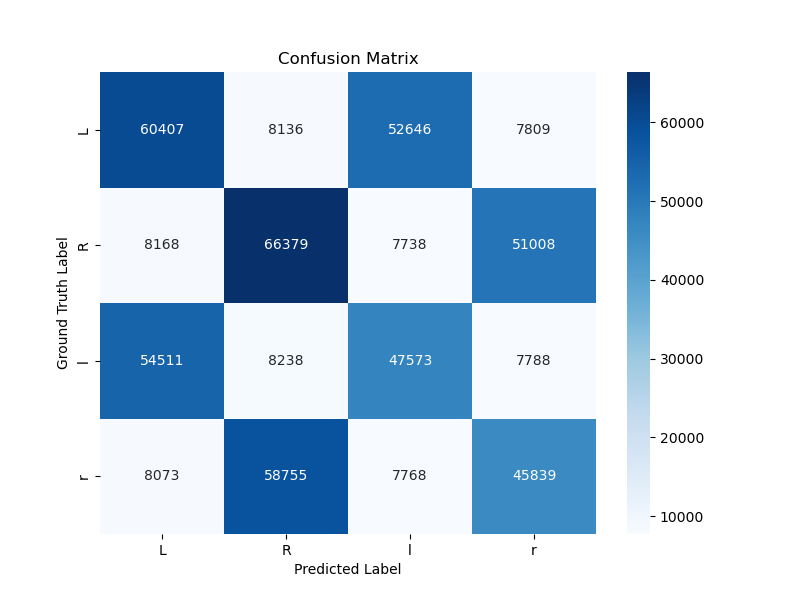 Confusion Matrix
Ground Truth Label
L
60407 8136 52646 7809
R
8168 66379 7738 51008
l
54511 8238 47573 7788
r
8073 58755 7768 45839
L R l r
Predicted Label
60000
50000
40000
30000
20000
10000